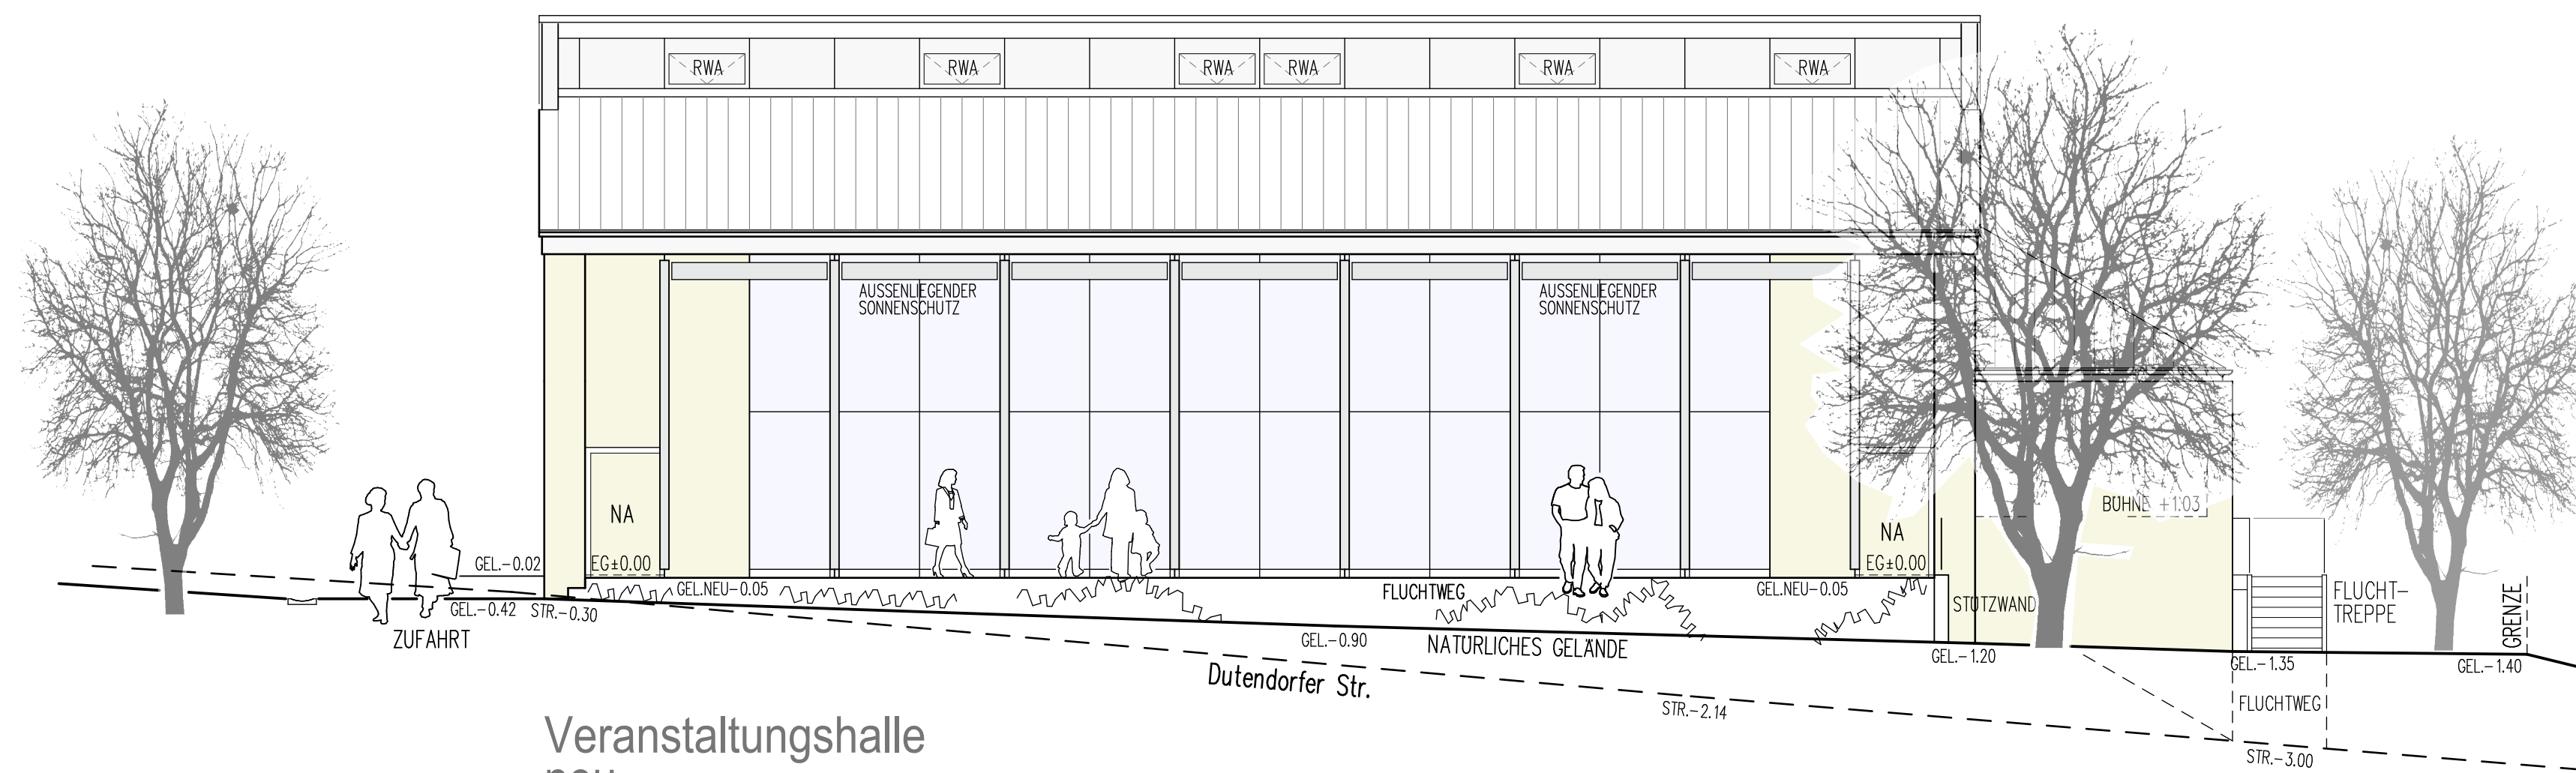 RWA RWA RWA RWA RWA RWA
AUSSENLIEGENDER
SONNENSCHUTZ
AUSSENLIEGENDER
SONNENSCHUTZ
NA
BÜHNE +1.03
NA
GEL.-0.02
EG±0.00
EG±0.00
GEL.NEU-0.05
FLUCHTWEG
GEL.NEU-0.05
FLUCHT-
TREPPE
GRENZE
STÜTZWAND
GEL.-0.42
STR.-0.30
ZUFAHRT
GEL.-0.90
NATÜRLICHES GELÄNDE
GEL.-1.20
GEL.-1.35
GEL.-1.40
Dutendorfer Str.
STR.-2.14
FLUCHTWEG
STR.-3.00
Veranstaltungshalle
neu